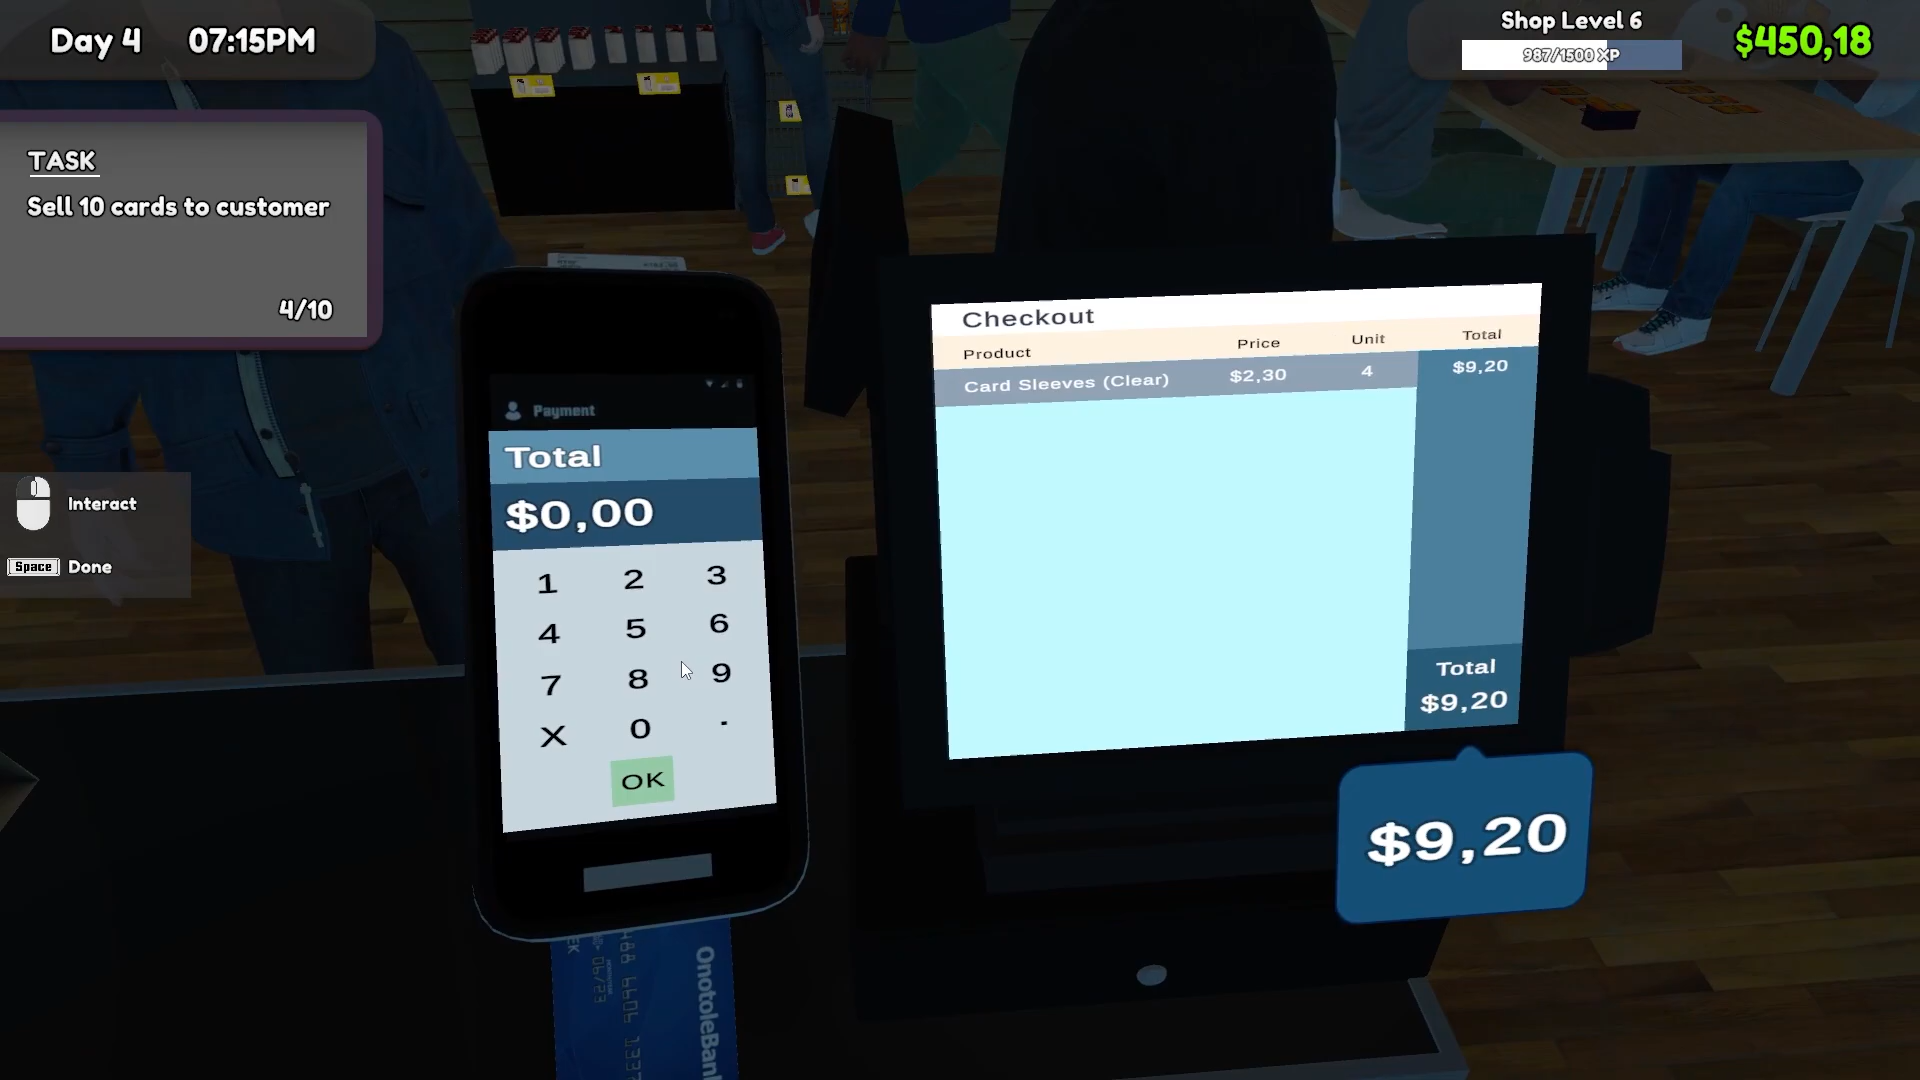 Day 4 07:15PM
Shop Level 6
987/1500 XP
$450,18
TASK
Sell 10 cards to customer
4/10
Interact
Space Done
Payment
Total
$0,00
1 2 3
4 5 6
7 8 9
X 0 .
OK
Checkout
Product Price Unit Total
Card Sleeves (Clear) $2,30 4 $9,20
Total
$9,20
$9,20
OnotoleBank